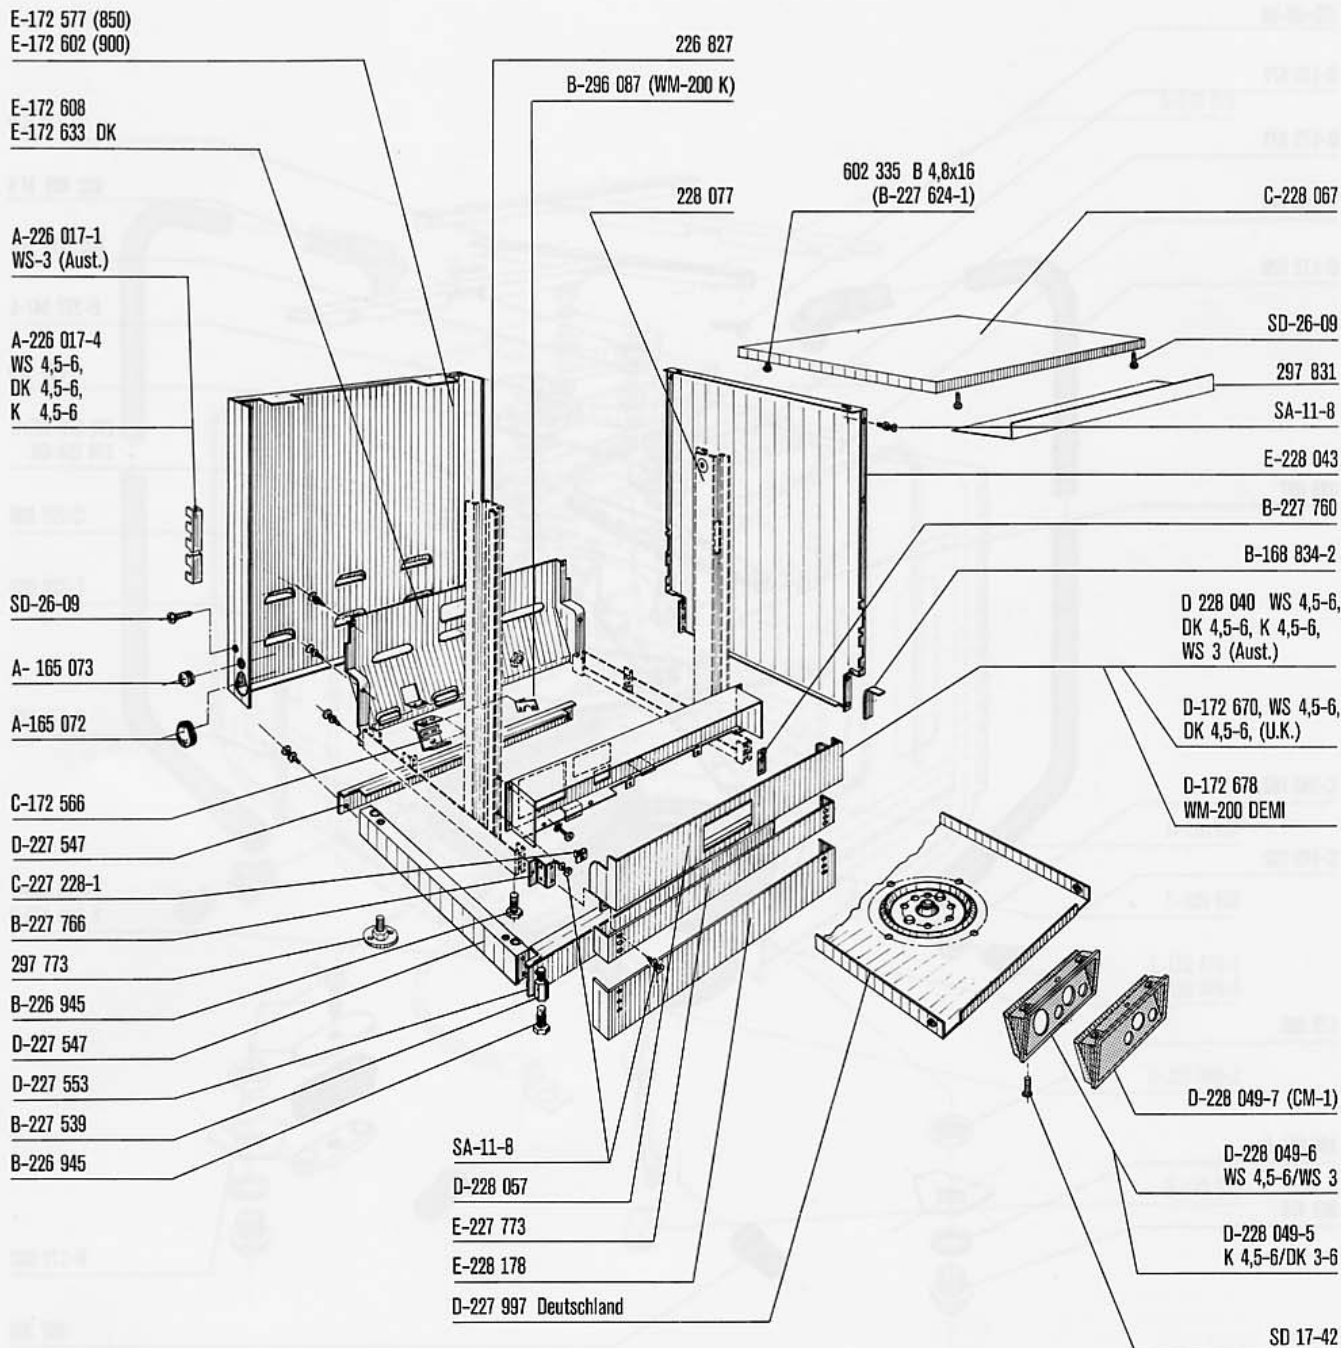 E-172 577 (850)
E-172 602 (900)
E-172 608
E-172 633 DK
A-226 017-1
WS-3 (Aust.)
A-226 017-4
WS 4,5-6,
DK 4,5-6,
K 4,5-6
SD-26-09
A- 165 073
A-165 072
C-172 566
D-227 547
C-227 228-1
B-227 766
297 773
B-226 945
D-227 547
D-227 553
B-227 539
B-226 945
226 827
B-296 087 (WM-200 K)
228 077
602 335 B 4,8x16
(B-227 624-1)
C-228 067
SD-26-09
297 831
SA-11-8
E-228 043
B-227 760
B-168 834-2
D 228 040 WS 4,5-6,
DK 4,5-6, K 4,5-6,
WS 3 (Aust.)
D-172 670, WS 4,5-6,
DK 4,5-6, (U.K.)
D-172 678
WM-200 DEMI
SA-11-8
D-228 057
E-227 773
E-228 178
D-227 997 Deutschland
D-228 049-7 (CM-1)
D-228 049-6
WS 4,5-6/WS 3
D-228 049-5
K 4,5-6/DK 3-6
SD 17-42